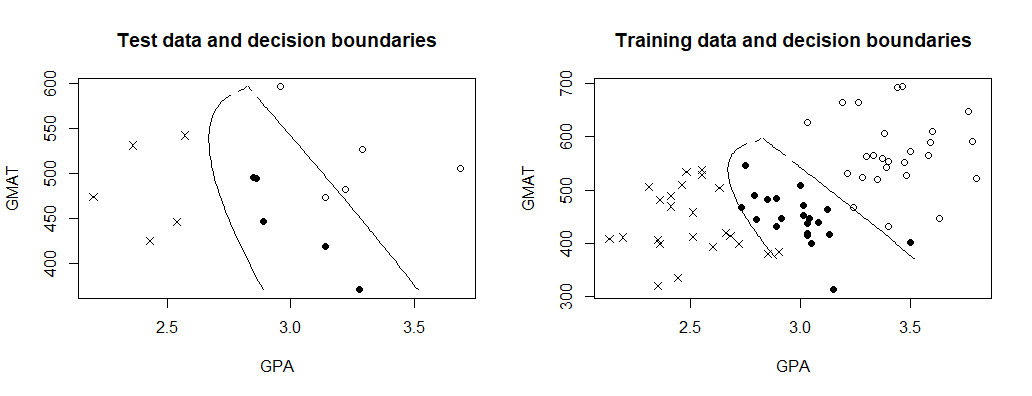 Test data and decision boundaries
GMAT
600
550
500
450
400
2.5 3.0 3.5
GPA
Training data and decision boundaries
GMAT
700
600
500
400
300
2.5 3.0 3.5
GPA